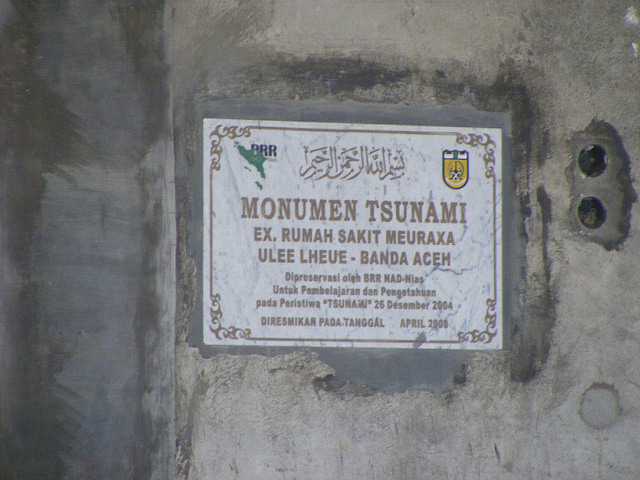 BRR
بسم الله الرحمن الرحيم
MONUMEN TSUNAMI
EX. RUMAH SAKIT MEURAXA
ULEE LHEUE - BANDA ACEH
Dipreservasi oleh BRR NAD-Nias
Untuk Pembelajaran dan Pengetahuan
pada Peristiwa "TSUNAMI" 26 Desember 2004
DIRESMIKAN PADA TANGGAL APRIL 2008